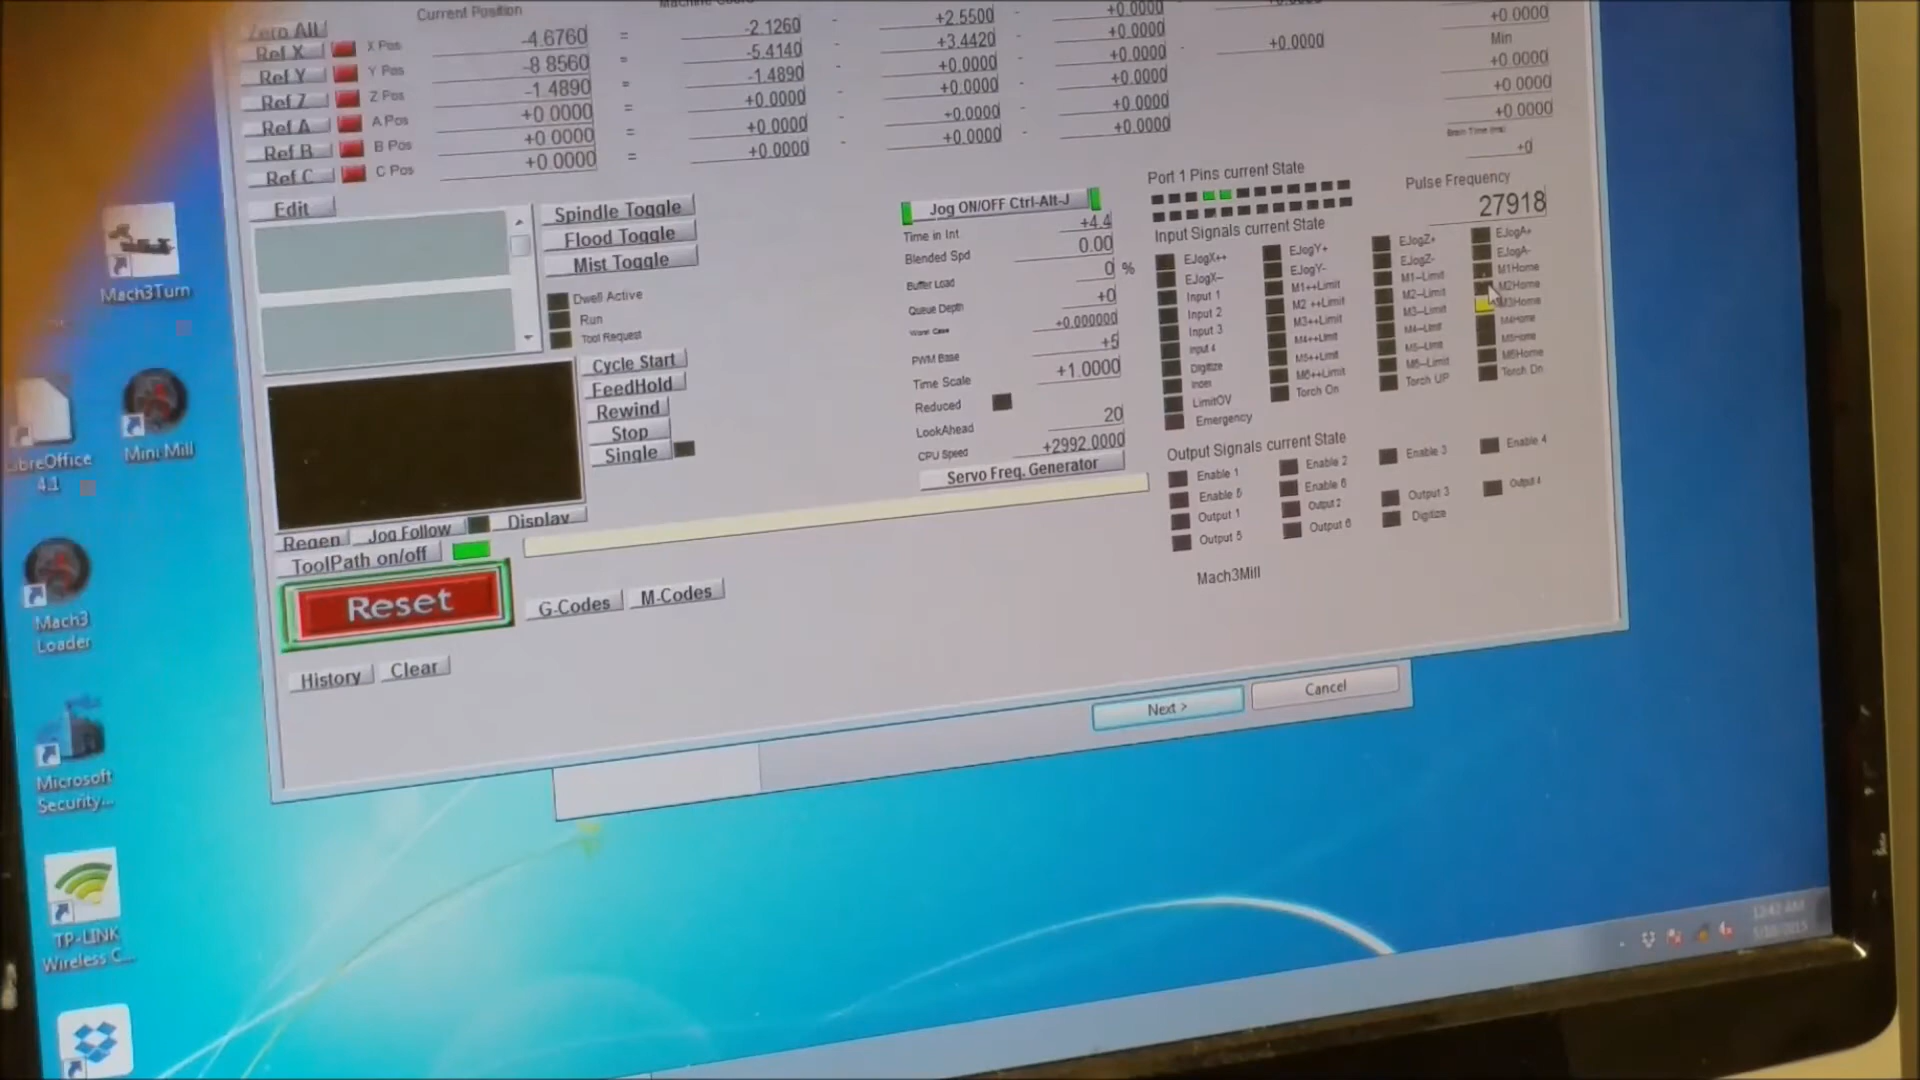 Current Position
Zero All
Ref X X Pos -4.6760 = -2.1260 - +2.5500 - +0.0000
Ref Y Y Pos -8.8560 = -5.4140 - +3.4420 - +0.0000
Ref Z Z Pos -1.4890 = -1.4890 - +0.0000 - +0.0000 - +0.0000
Ref A A Pos +0.0000 = +0.0000 - +0.0000 - +0.0000
Ref B B Pos +0.0000 = +0.0000 - +0.0000 - +0.0000
Ref C C Pos +0.0000 = +0.0000 - +0.0000 - +0.0000
+0.0000
Min
+0.0000
+0.0000
+0.0000
Brain Time
+0
Pulse Frequency
27918
Edit
Spindle Toggle
Flood Toggle
Mist Toggle
Dwell Active
Run
Tool Request
Cycle Start
FeedHold
Rewind
Stop
Single
Regen Jog Follow Display
ToolPath on/off
Reset
G-Codes M-Codes
History Clear
Jog ON/OFF Ctrl-Alt-J
Time in Int +4.4
Blended Spd 0.00
Buffer Load 0 %
Queue Depth +0
Worst Case +0.000000
PWM Base +5
Time Scale +1.0000
Reduced
LookAhead 20
CPU Speed +2992.0000
Servo Freq. Generator
Port 1 Pins current State
Input Signals current State
EJogX++ EJogY+ EJogZ+ EJogA+
EJogX-- EJogY- EJogZ- EJogA-
Input 1 M1++Limit M1--Limit M1Home
Input 2 M2 ++Limit M2--Limit M2Home
Input 3 M3++Limit M3--Limit M3Home
Input 4 M4++Limit M4--Limit M4Home
Digitize M5++Limit M5--Limit M5Home
Index M6++Limit M6--Limit M6Home
LimitOV Torch On Torch UP Torch Dn
Emergency
Output Signals current State
Enable 1 Enable 2 Enable 3 Enable 4
Enable 5 Enable 6 Output 3 Output 4
Output 1 Output 2 Digitize
Output 5 Output 6
Mach3Mill
Next > Cancel
Mach3Turn
LibreOffice
4.1
Mini Mill
Mach3
Loader
Microsoft
Security...
TP-LINK
Wireless C...
12:42 AM